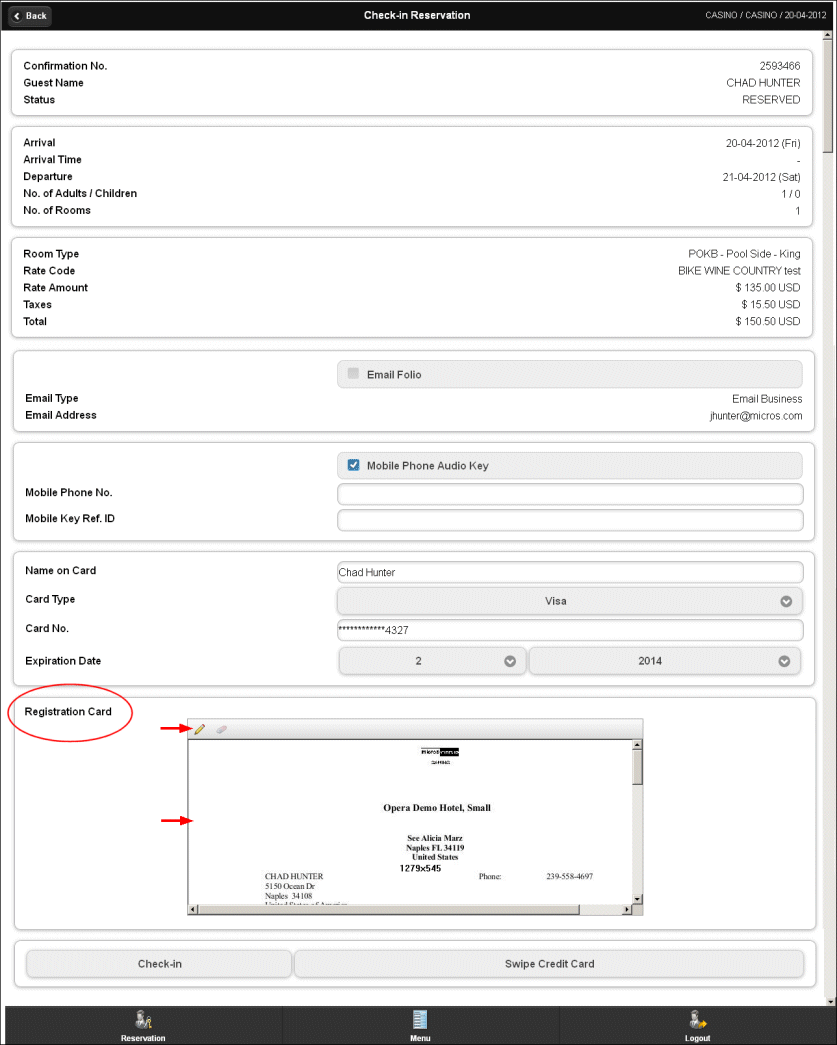 Back
Check-in Reservation
CASINO / CASINO / 20-04-2012
Confirmation No. 2593466
Guest Name CHAD HUNTER
Status RESERVED
Arrival 20-04-2012 (Fri)
Arrival Time -
Departure 21-04-2012 (Sat)
No. of Adults / Children 1 / 0
No. of Rooms 1
Room Type POKB - Pool Side - King
Rate Code BIKE WINE COUNTRY test
Rate Amount $ 135.00 USD
Taxes $ 15.50 USD
Total $ 150.50 USD
Email Folio
Email Type Email Business
Email Address jhunter@micros.com
Mobile Phone Audio Key
Mobile Phone No.
Mobile Key Ref. ID
Name on Card Chad Hunter
Card Type Visa
Card No. ************4327
Expiration Date 2 2014
Registration Card
Opera Demo Hotel, Small
See Alicia Marz
Naples FL 34119
United States
1279x545
CHAD HUNTER Phone: 239-558-4697
5150 Ocean Dr
Naples 34108
United States of America
Check-in Swipe Credit Card
Reservation Menu Logout